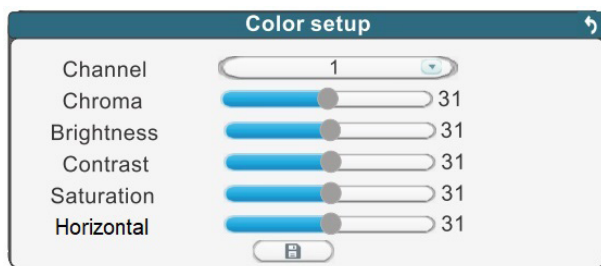 Color setup
Channel 1
Chroma 31
Brightness 31
Contrast 31
Saturation 31
Horizontal 31